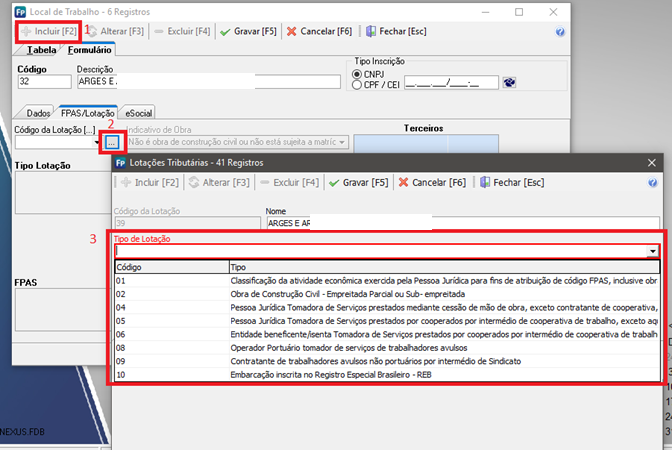 Fp Local de Trabalho - 6 Registros
Incluir [F2] 1 Alterar [F3] Excluir [F4] Gravar [F5] Cancelar [F6] Fechar [Esc]
Tabela Formulário
Código Descrição Tipo Inscrição
32 ARGES E CNPJ __.___.___/____-__
CPF / CEI
Dados FPAS/Lotação eSocial
2
Código da Lotação [...] ... Indicativo de Obra Terceiros
Não é obra de construção civil ou não está sujeita a matríc
Tipo Lotação
Fp Lotações Tributárias - 41 Registros
Incluir [F2] Alterar [F3] Excluir [F4] Gravar [F5] Cancelar [F6] Fechar [Esc]
Código da Lotação Nome
39 ARGES E
3 Tipo de Lotação
Código Tipo
01 Classificação da atividade econômica exercida pela Pessoa Jurídica para fins de atribuição de código FPAS, inclusive obr
02 Obra de Construção Civil - Empreitada Parcial ou Sub- empreitada
04 Pessoa Jurídica Tomadora de Serviços prestados mediante cessão de mão de obra, exceto contratante de cooperativa,
05 Pessoa Jurídica Tomadora de Serviços prestados por cooperados por intermédio de cooperativa de trabalho, exceto aqu
06 Entidade beneficente/isenta Tomadora de Serviços prestados por cooperados por intermédio de cooperativa de trabalh
08 Operador Portuário tomador de serviços de trabalhadores avulsos
09 Contratante de trabalhadores avulsos não portuários por intermédio de Sindicato
10 Embarcação inscrita no Registro Especial Brasileiro - REB
FPAS
NEXUS.FDB
17
24
31